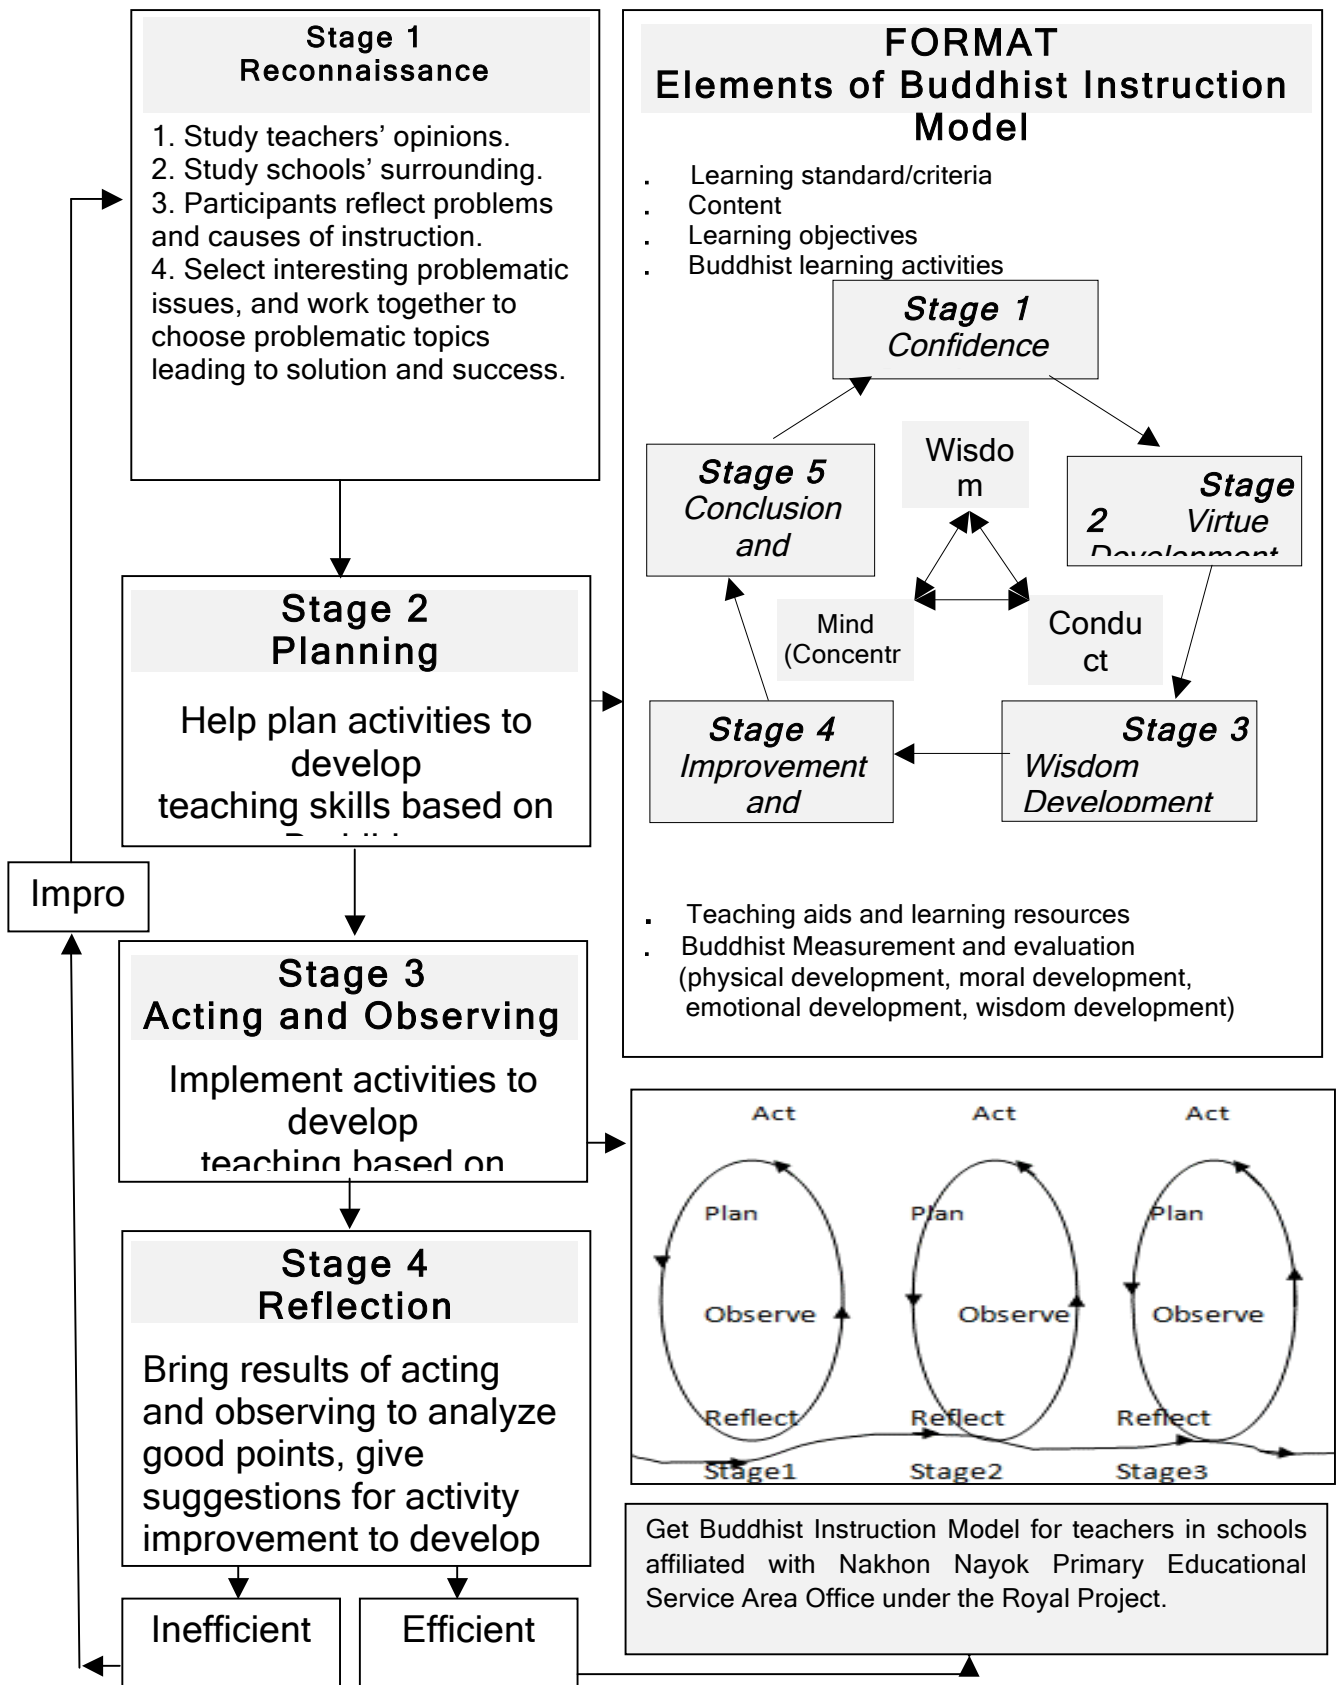 Stage 1
Reconnaissance
1. Study teachers’ opinions.
2. Study schools’ surrounding.
3. Participants reflect problems
and causes of instruction.
4. Select interesting problematic
issues, and work together to
choose problematic topics
leading to solution and success.
FORMAT
Elements of Buddhist Instruction
Model
. Learning standard/criteria
. Content
. Learning objectives
. Buddhist learning activities
Stage 1
Confidence
Stage
2 Virtue
Development
Stage 3
Wisdom
Development
Stage 4
Improvement
and
Stage 5
Conclusion
and
Wisdo
m
Mind
(Concentr
Condu
ct
. Teaching aids and learning resources
. Buddhist Measurement and evaluation
(physical development, moral development,
emotional development, wisdom development)
Stage 2
Planning
Help plan activities to
develop
teaching skills based on
Impro
Stage 3
Acting and Observing
Implement activities to
develop
teaching based on
Act Act Act
Plan Plan Plan
Observe Observe Observe
Reflect Reflect Reflect
Stage1 Stage2 Stage3
Stage 4
Reflection
Bring results of acting
and observing to analyze
good points, give
suggestions for activity
improvement to develop
Inefficient
Efficient
Get Buddhist Instruction Model for teachers in schools
affiliated with Nakhon Nayok Primary Educational
Service Area Office under the Royal Project.